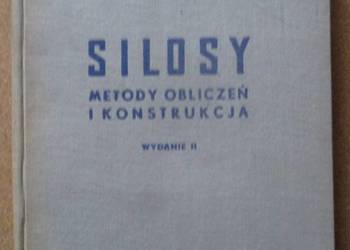 SILOSY
METODY OBLICZEŃ
I KONSTRUKCJA
WYDANIE II